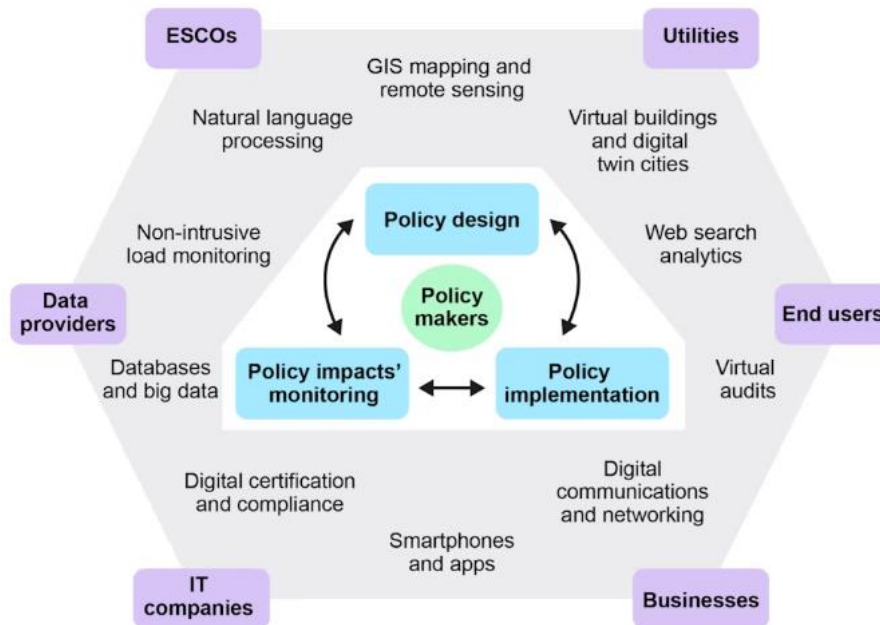 ESCOs
Utilities
GIS mapping and
remote sensing
Natural language
processing
Virtual buildings
and digital
twin cities
Policy design
Non-intrusive
load monitoring
Web search
analytics
Data
providers
Policy
makers
End users
Databases
and big data
Policy impacts’
monitoring
Policy
implementation
Virtual
audits
Digital certification
and compliance
Digital
communications
and networking
Smartphones
and apps
IT
companies
Businesses